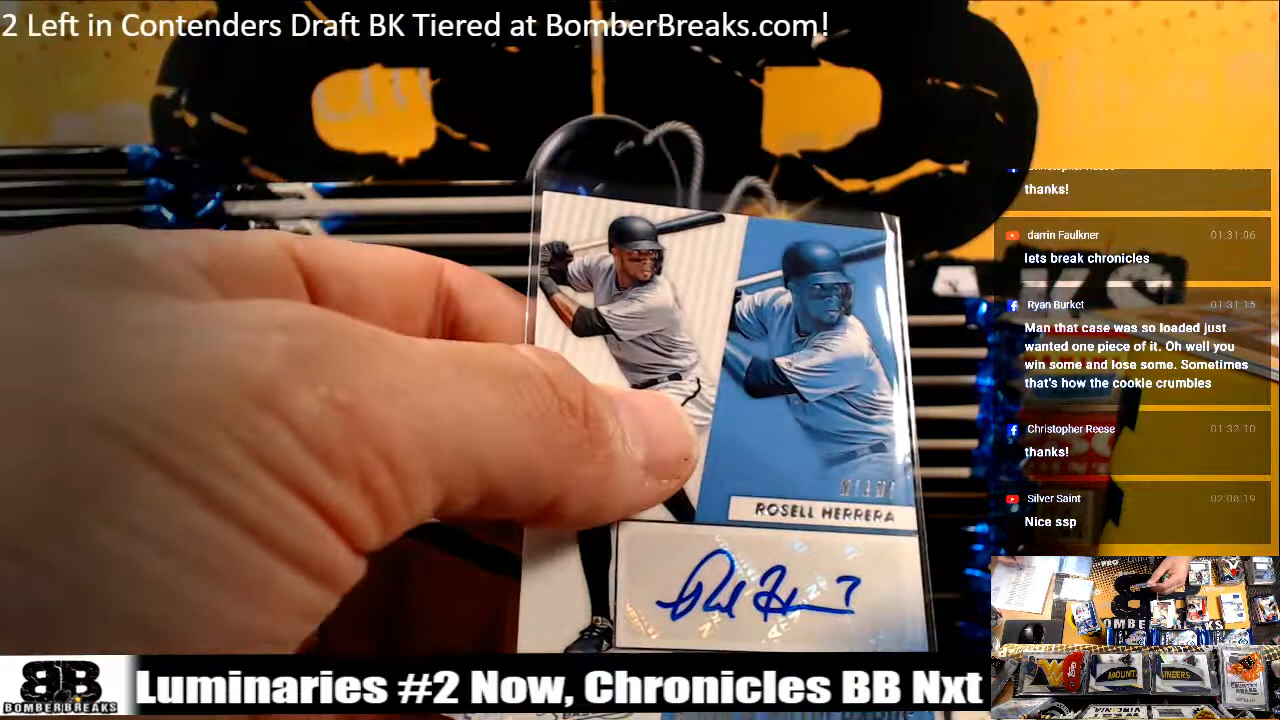 2 Left in Contenders Draft BK Tiered at BomberBreaks.com!
thanks!
darrin Faulkner 01:31:06
lets break chronicles
Ryan Burket 01:31:15
Man that case was so loaded just
wanted one piece of it. Oh well you
win some and lose some. Sometimes
that's how the cookie crumbles
Christopher Reese 01:32:10
thanks!
Silver Saint 02:08:19
Nice ssp
ROSELL HERRERA
BB
BOMBERBREAKS
Luminaries #2 Now, Chronicles BB Nxt